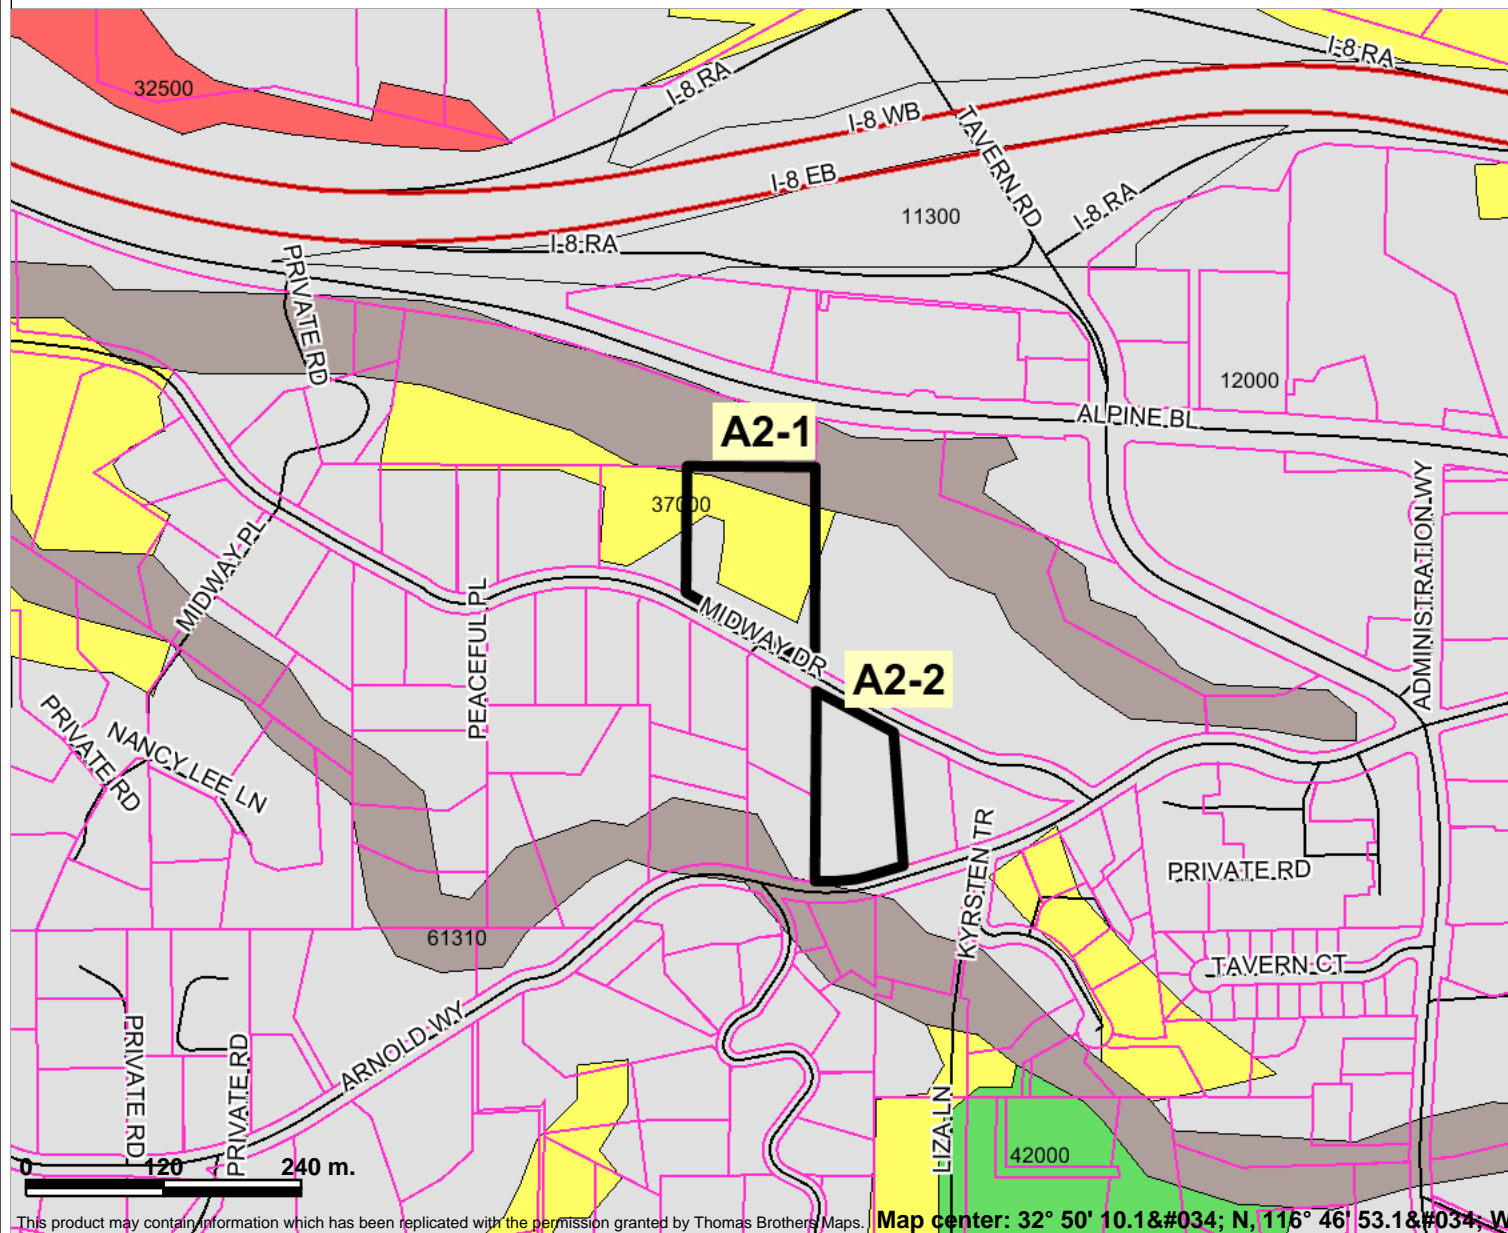 I-8 RA
I-8 RA
32500
I-8 WB
TAVERN RD
I-8 EB
I-8 RA
11300
I-8 RA
PRIVATE RD
12000
ALPINE BL
A2-1
37000
ADMINISTRATION WY
MIDWAY PL
PEACEFUL PL
MIDWAY DR
A2-2
PRIVATE RD
NANCY LEE LN
KYRSTEN TR
PRIVATE RD
61310
TAVERN CT
ARNOLD WY
PRIVATE RD
PRIVATE RD
LIZA LN
42000
0 120 240 m.
This product may contain information which has been replicated with the permission granted by Thomas Brothers Maps.
Map center: 32° 50' 10.1&#034; N, 116° 46' 53.1&#034; W